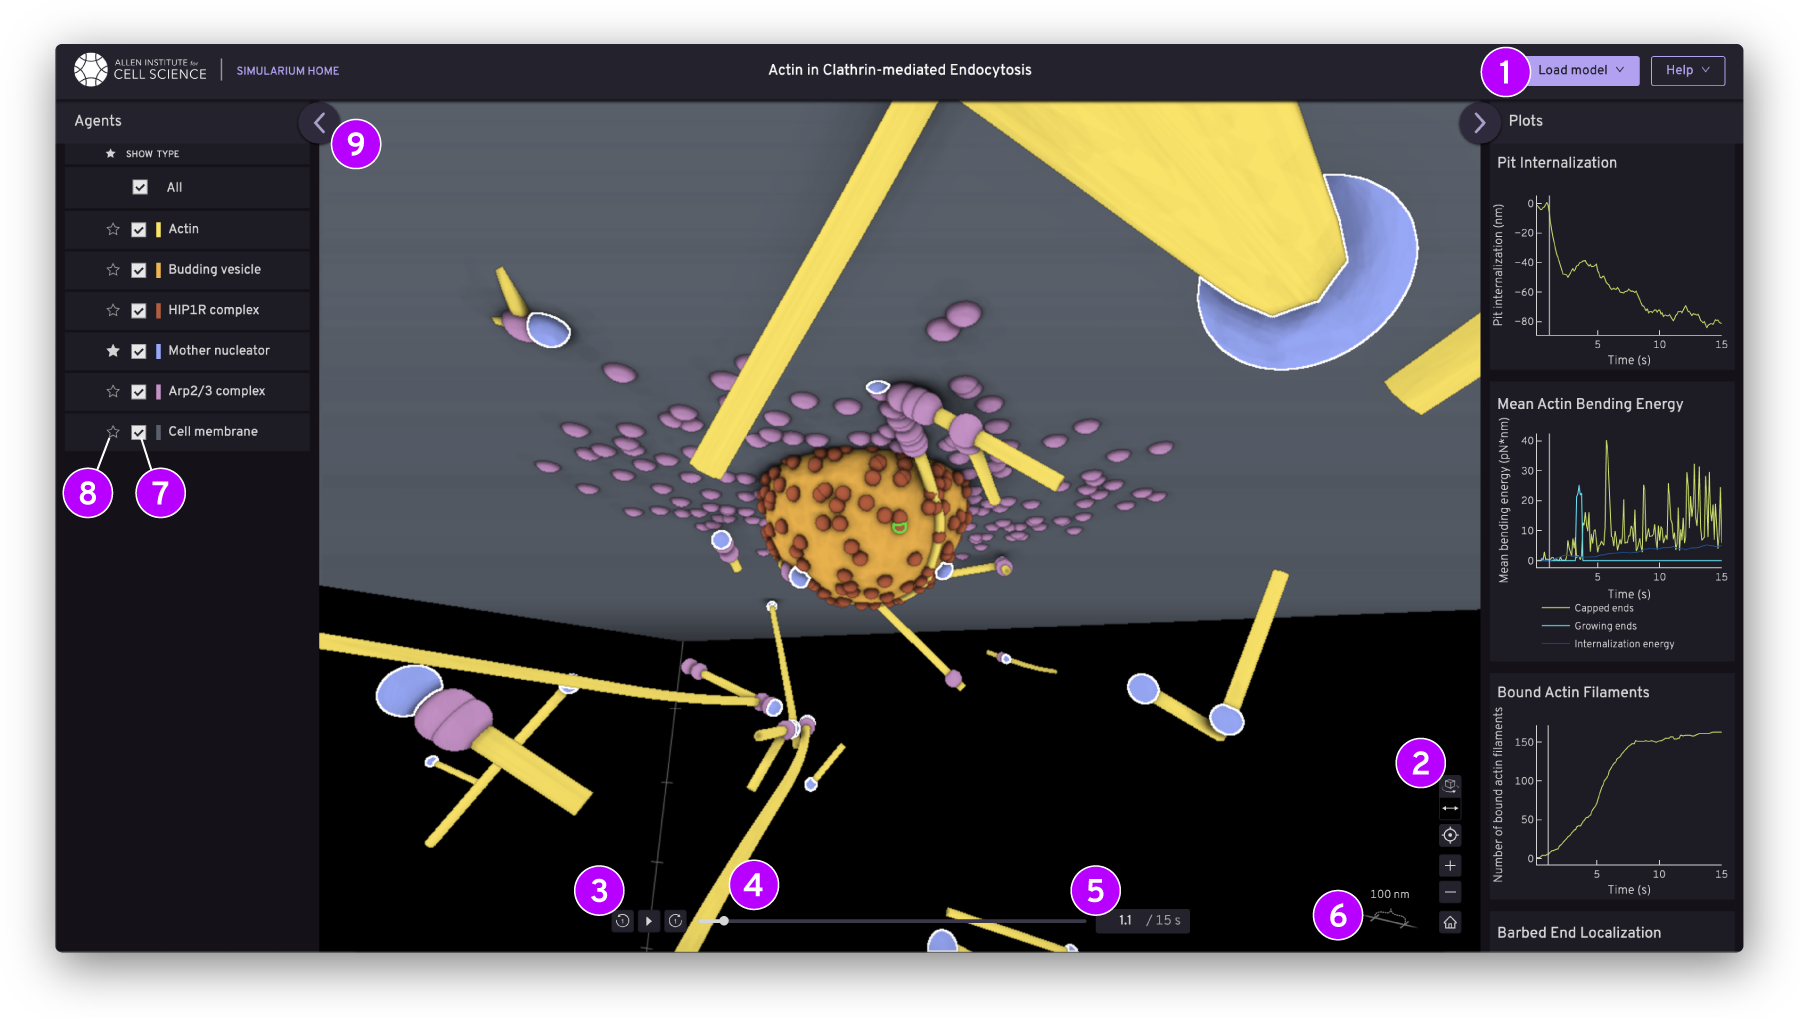 ALLEN INSTITUTE for
CELL SCIENCE
SIMULARIUM HOME
Actin in Clathrin-mediated Endocytosis
1
Load model
Help
Agents
9
Plots
SHOW TYPE
All
Actin
Budding vesicle
HIP1R complex
Mother nucleator
Arp2/3 complex
Cell membrane
8
7
Pit Internalization
Pit internalization (nm)
0
−20
−40
−60
−80
5
10
15
Time (s)
Mean Actin Bending Energy
Mean bending energy (pN*nm)
40
30
20
10
0
5
10
15
Time (s)
Capped ends
Growing ends
Internalization energy
Bound Actin Filaments
Number of bound actin filaments
150
100
50
0
5
10
15
Time (s)
Barbed End Localization
2
3
4
5
6
100 nm
1.1 / 15 s